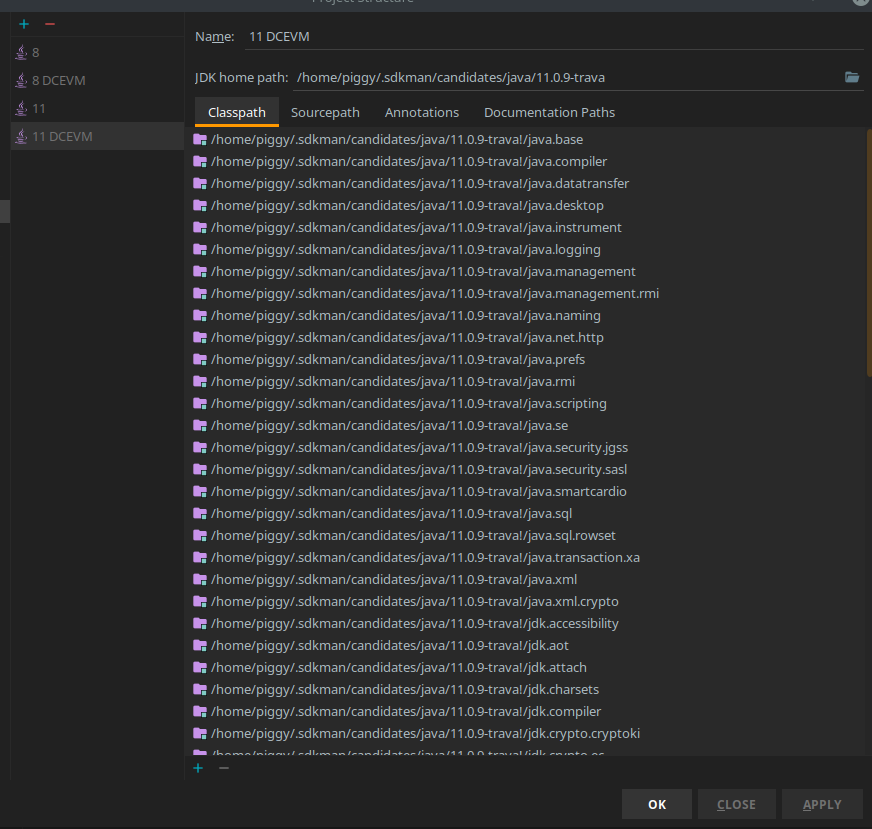 Project Structure
8
8 DCEVM
11
11 DCEVM
Name: 11 DCEVM
JDK home path: /home/piggy/.sdkman/candidates/java/11.0.9-trava
Classpath Sourcepath Annotations Documentation Paths
/home/piggy/.sdkman/candidates/java/11.0.9-trava!/java.base
/home/piggy/.sdkman/candidates/java/11.0.9-trava!/java.compiler
/home/piggy/.sdkman/candidates/java/11.0.9-trava!/java.datatransfer
/home/piggy/.sdkman/candidates/java/11.0.9-trava!/java.desktop
/home/piggy/.sdkman/candidates/java/11.0.9-trava!/java.instrument
/home/piggy/.sdkman/candidates/java/11.0.9-trava!/java.logging
/home/piggy/.sdkman/candidates/java/11.0.9-trava!/java.management
/home/piggy/.sdkman/candidates/java/11.0.9-trava!/java.management.rmi
/home/piggy/.sdkman/candidates/java/11.0.9-trava!/java.naming
/home/piggy/.sdkman/candidates/java/11.0.9-trava!/java.net.http
/home/piggy/.sdkman/candidates/java/11.0.9-trava!/java.prefs
/home/piggy/.sdkman/candidates/java/11.0.9-trava!/java.rmi
/home/piggy/.sdkman/candidates/java/11.0.9-trava!/java.scripting
/home/piggy/.sdkman/candidates/java/11.0.9-trava!/java.se
/home/piggy/.sdkman/candidates/java/11.0.9-trava!/java.security.jgss
/home/piggy/.sdkman/candidates/java/11.0.9-trava!/java.security.sasl
/home/piggy/.sdkman/candidates/java/11.0.9-trava!/java.smartcardio
/home/piggy/.sdkman/candidates/java/11.0.9-trava!/java.sql
/home/piggy/.sdkman/candidates/java/11.0.9-trava!/java.sql.rowset
/home/piggy/.sdkman/candidates/java/11.0.9-trava!/java.transaction.xa
/home/piggy/.sdkman/candidates/java/11.0.9-trava!/java.xml
/home/piggy/.sdkman/candidates/java/11.0.9-trava!/java.xml.crypto
/home/piggy/.sdkman/candidates/java/11.0.9-trava!/jdk.accessibility
/home/piggy/.sdkman/candidates/java/11.0.9-trava!/jdk.aot
/home/piggy/.sdkman/candidates/java/11.0.9-trava!/jdk.attach
/home/piggy/.sdkman/candidates/java/11.0.9-trava!/jdk.charsets
/home/piggy/.sdkman/candidates/java/11.0.9-trava!/jdk.compiler
/home/piggy/.sdkman/candidates/java/11.0.9-trava!/jdk.crypto.cryptoki
/home/piggy/.sdkman/candidates/java/11.0.9-trava!/jdk.crypto.ec
OK CLOSE APPLY